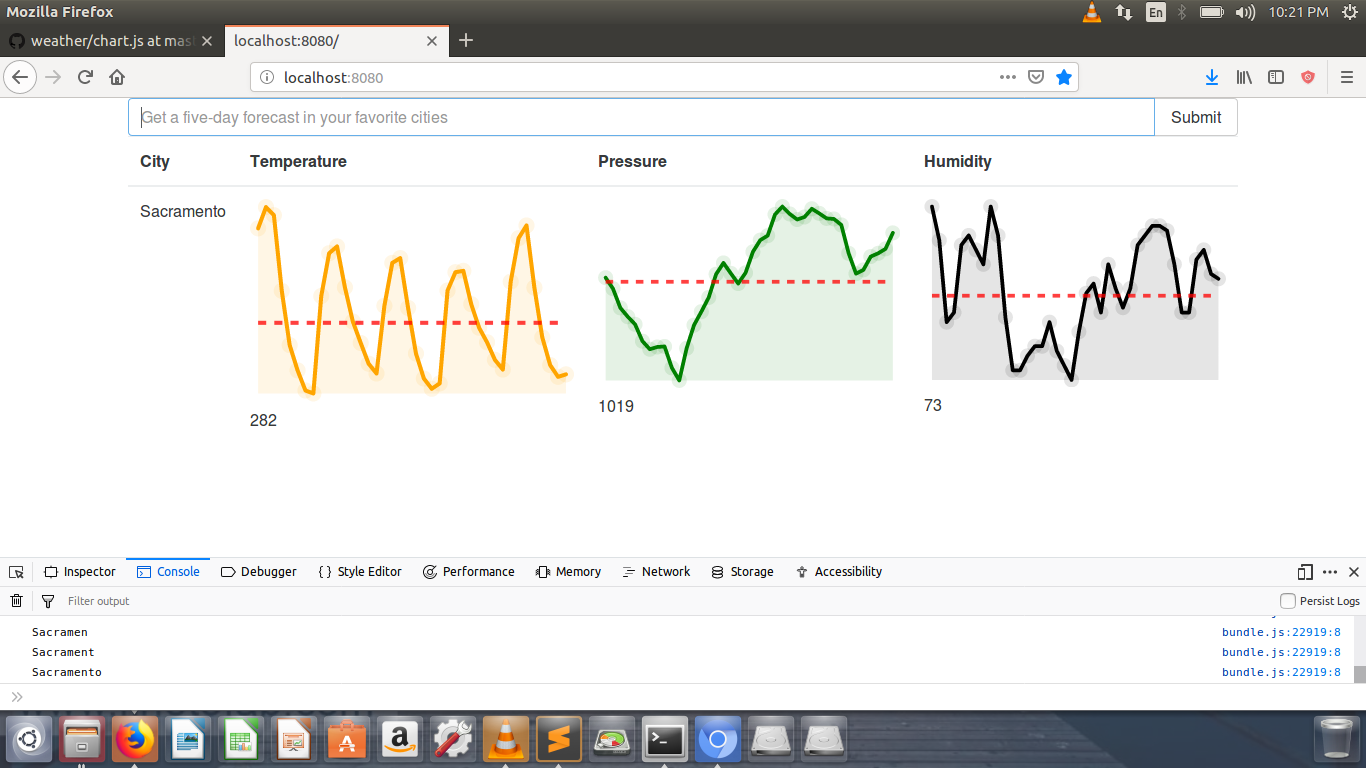 Mozilla Firefox
En
10:21 PM
weather/chart.js at mas
localhost:8080/
localhost:8080
Get a five-day forecast in your favorite cities
Submit
City Temperature Pressure Humidity
Sacramento
282
1019
73
Inspector Console Debugger Style Editor Performance Memory Network Storage Accessibility
Filter output
Persist Logs
Sacramen bundle.js:22919:8
Sacrament bundle.js:22919:8
Sacramento bundle.js:22919:8